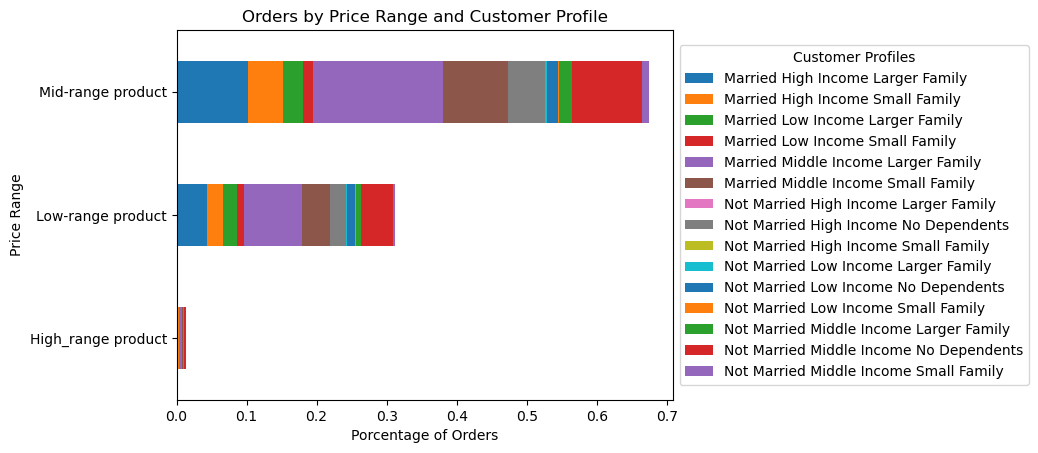 Orders by Price Range and Customer Profile
Price Range
Mid-range product
Low-range product
High_range product
0.0 0.1 0.2 0.3 0.4 0.5 0.6 0.7
Porcentage of Orders
Customer Profiles
Married High Income Larger Family
Married High Income Small Family
Married Low Income Larger Family
Married Low Income Small Family
Married Middle Income Larger Family
Married Middle Income Small Family
Not Married High Income Larger Family
Not Married High Income No Dependents
Not Married High Income Small Family
Not Married Low Income Larger Family
Not Married Low Income No Dependents
Not Married Low Income Small Family
Not Married Middle Income Larger Family
Not Married Middle Income No Dependents
Not Married Middle Income Small Family